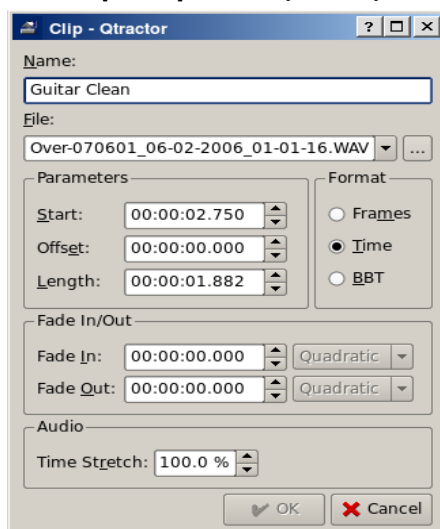 Clip - Qtractor
Name:
Guitar Clean
File:
Over-070601_06-02-2006_01-01-16.WAV ...
Parameters
Start: 00:00:02.750
Offset: 00:00:00.000
Length: 00:00:01.882
Format
Frames
Time
BBT
Fade In/Out
Fade In: 00:00:00.000 Quadratic
Fade Out: 00:00:00.000 Quadratic
Audio
Time Stretch: 100.0 %
OK Cancel